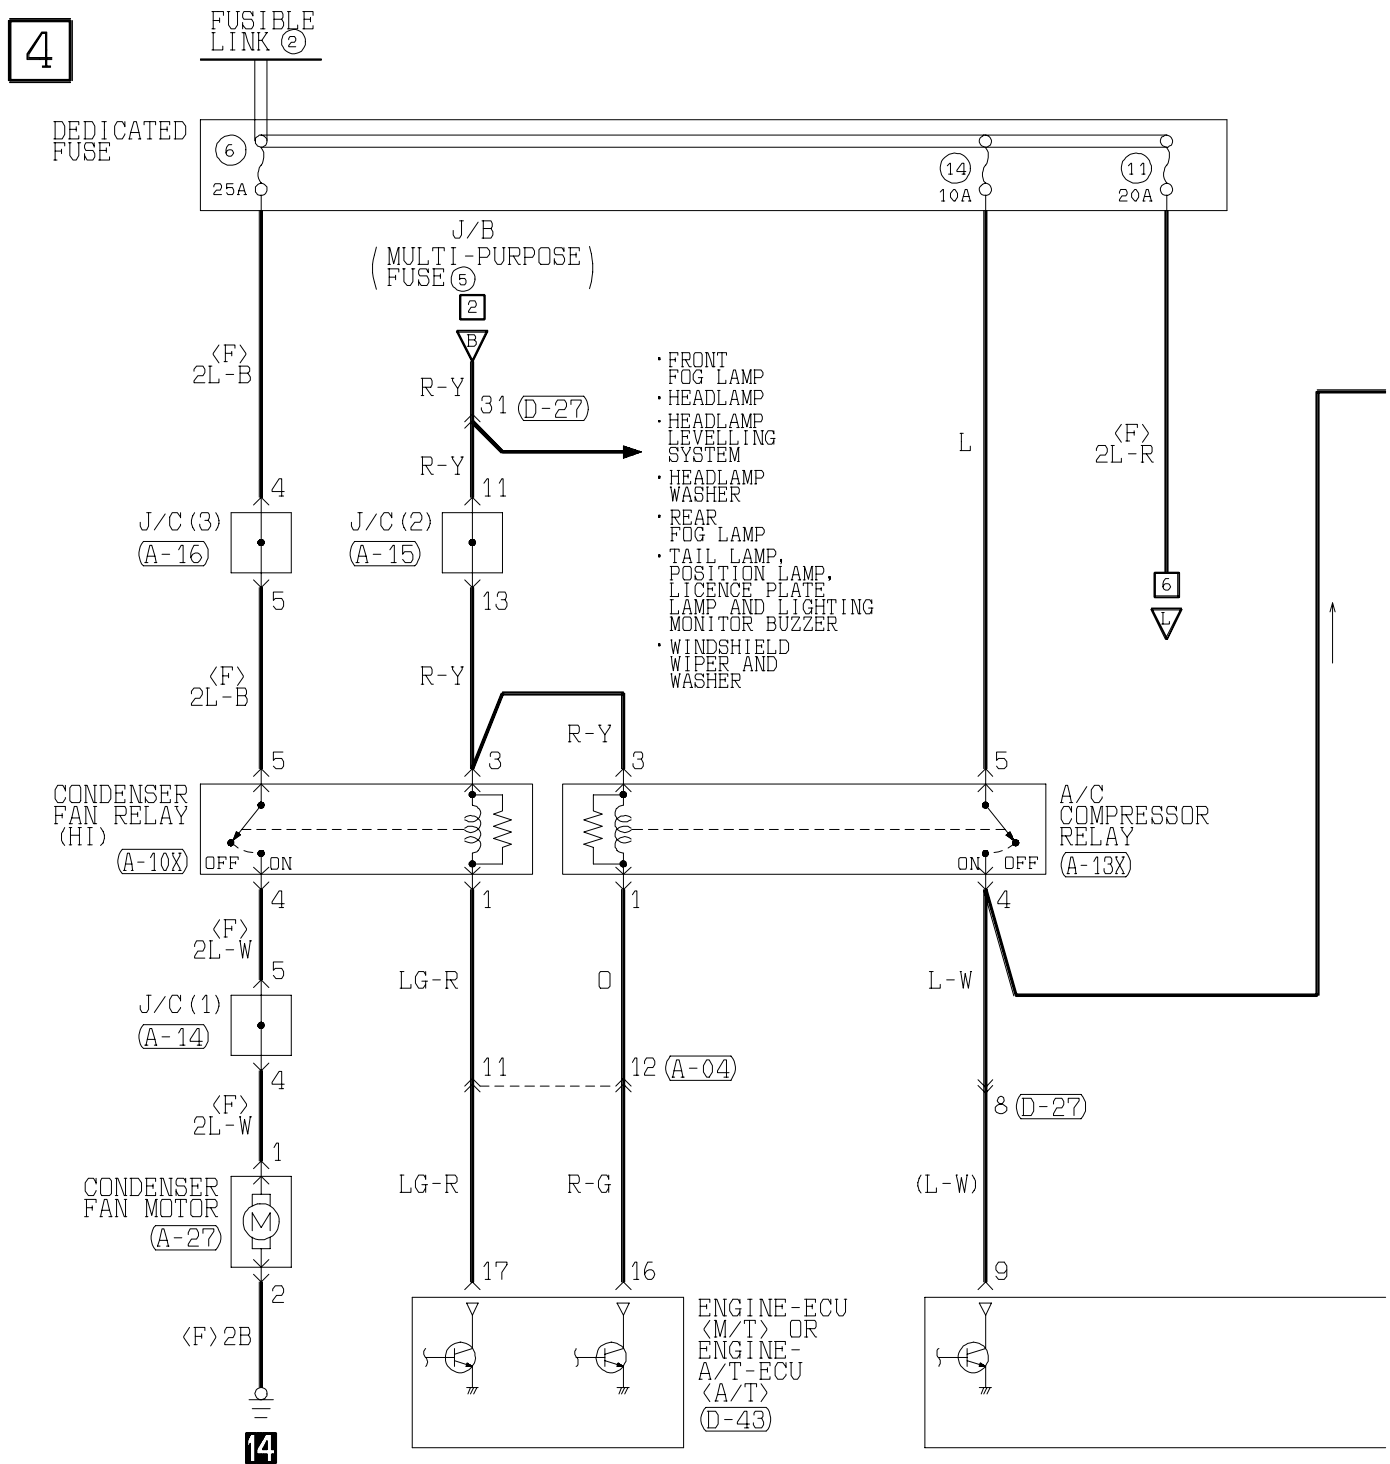 4
FUSIBLE
LINK ②
DEDICATED
FUSE
6
25A
14
10A
11
20A
J/B
(MULTI-PURPOSE
FUSE ⑤)
2
B
<F>
2L-B
R-Y
31 (D-27)
R-Y
· FRONT
FOG LAMP
· HEADLAMP
· HEADLAMP
LEVELLING
SYSTEM
· HEADLAMP
WASHER
· REAR
FOG LAMP
· TAIL LAMP,
POSITION LAMP,
LICENCE PLATE
LAMP AND LIGHTING
MONITOR BUZZER
· WINDSHIELD
WIPER AND
WASHER
L
<F>
2L-R
6
L
4
J/C(3)
(A-16)
5
11
J/C(2)
(A-15)
13
<F>
2L-B
R-Y
R-Y
5
3
3
5
CONDENSER
FAN RELAY
(HI)
(A-10X)
OFF
ON
ON
OFF
A/C
COMPRESSOR
RELAY
(A-13X)
4
1
1
4
<F>
2L-W
LG-R
O
L-W
5
J/C(1)
(A-14)
4
11
12 (A-04)
8 (D-27)
<F>
2L-W
1
LG-R
R-G
(L-W)
CONDENSER
FAN MOTOR
(A-27)
M
2
17
16
9
<F>2B
ENGINE-ECU
<M/T> OR
ENGINE-
A/T-ECU
<A/T>
(D-43)
14